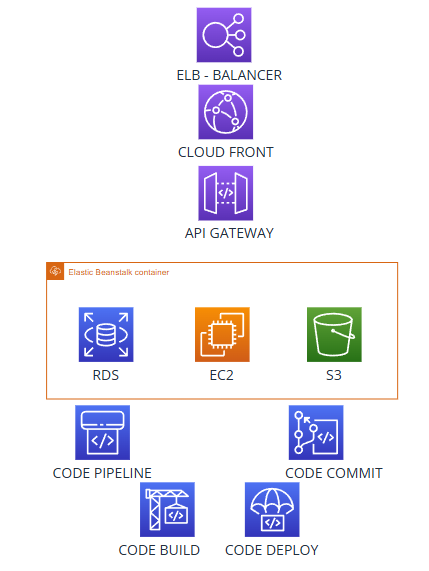 ELB - BALANCER
CLOUD FRONT
API GATEWAY
Elastic Beanstalk container
RDS
EC2
S3
CODE PIPELINE
CODE COMMIT
CODE BUILD
CODE DEPLOY